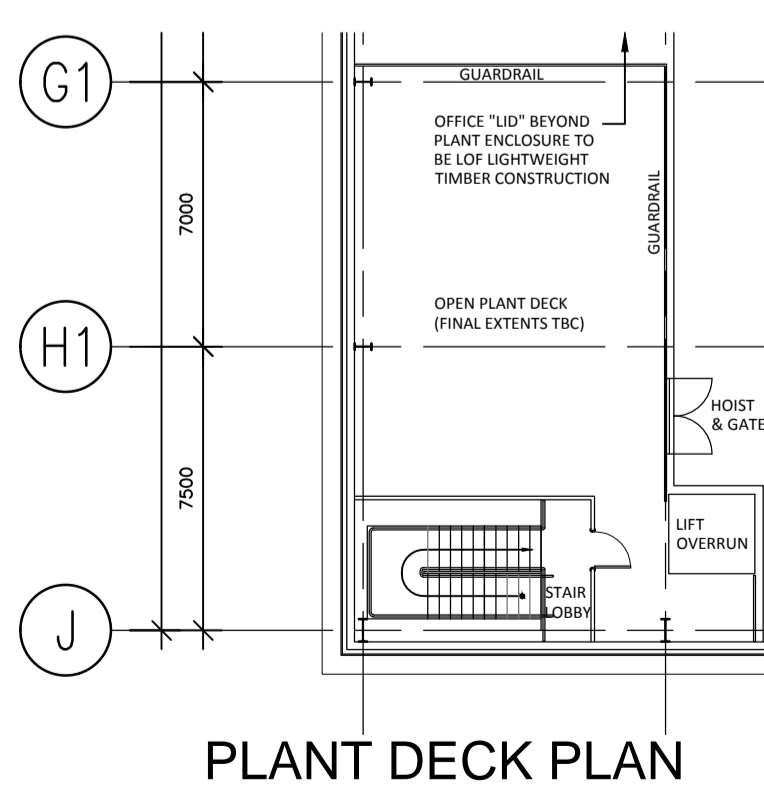 G1
GUARDRAIL
OFFICE "LID" BEYOND
PLANT ENCLOSURE TO
BE LOF LIGHTWEIGHT
TIMBER CONSTRUCTION
GUARDRAIL
7000
OPEN PLANT DECK
(FINAL EXTENTS TBC)
H1
HOIST
& GATE
7500
LIFT
OVERRUN
STAIR
LOBBY
J
PLANT DECK PLAN